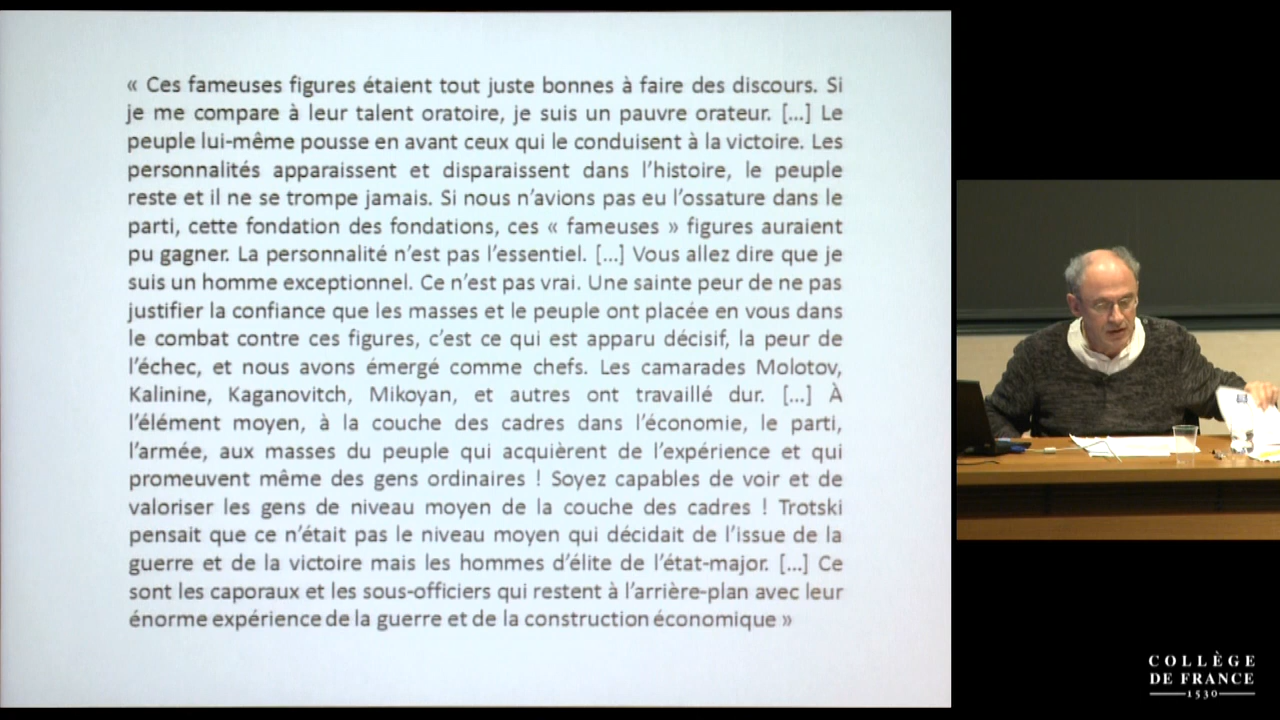 « Ces fameuses figures étaient tout juste bonnes à faire des discours. Si
je me compare à leur talent oratoire, je suis un pauvre orateur. […] Le
peuple lui-même pousse en avant ceux qui le conduisent à la victoire. Les
personnalités apparaissent et disparaissent dans l’histoire, le peuple
reste et il ne se trompe jamais. Si nous n’avions pas eu l’ossature dans le
parti, cette fondation des fondations, ces « fameuses » figures auraient
pu gagner. La personnalité n’est pas l’essentiel. […] Vous allez dire que je
suis un homme exceptionnel. Ce n’est pas vrai. Une sainte peur de ne pas
justifier la confiance que les masses et le peuple ont placée en vous dans
le combat contre ces figures, c’est ce qui est apparu décisif, la peur de
l’échec, et nous avons émergé comme chefs. Les camarades Molotov,
Kalinine, Kaganovitch, Mikoyan, et autres ont travaillé dur. […] À
l’élément moyen, à la couche des cadres dans l’économie, le parti,
l’armée, aux masses du peuple qui acquièrent de l’expérience et qui
promeuvent même des gens ordinaires ! Soyez capables de voir et de
valoriser les gens de niveau moyen de la couche des cadres ! Trotski
pensait que ce n’était pas le niveau moyen qui décidait de l’issue de la
guerre et de la victoire mais les hommes d’élite de l’état-major. […] Ce
sont les caporaux et les sous-officiers qui restent à l’arrière-plan avec leur
énorme expérience de la guerre et de la construction économique »
COLLÈGE
DE FRANCE
1530